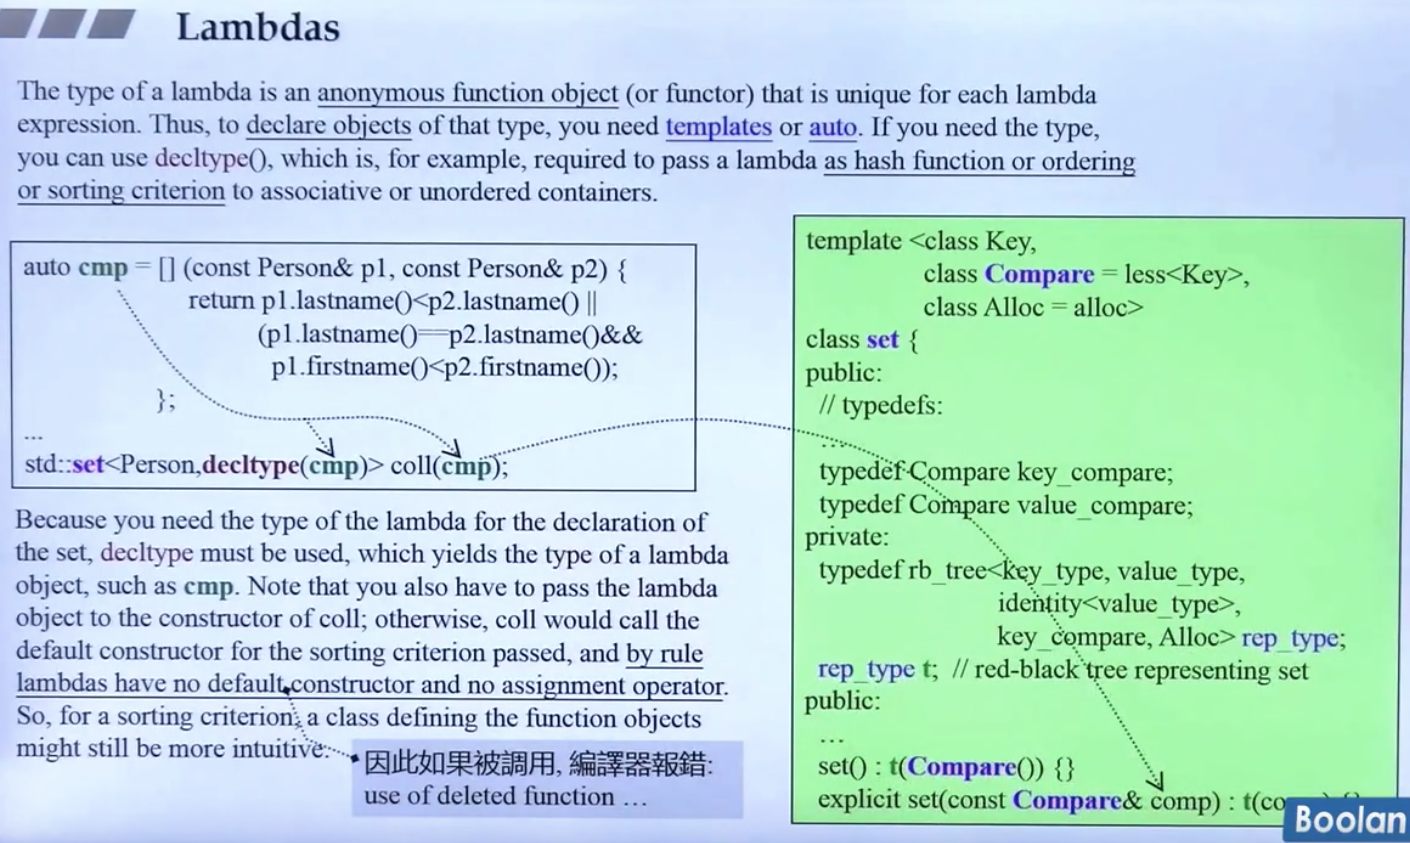 Lambdas
The type of a lambda is an anonymous function object (or functor) that is unique for each lambda
expression. Thus, to declare objects of that type, you need templates or auto. If you need the type,
you can use decltype(), which is, for example, required to pass a lambda as hash function or ordering
or sorting criterion to associative or unordered containers.
auto cmp = [] (const Person& p1, const Person& p2) {
return p1.lastname()<p2.lastname() ||
(p1.lastname()==p2.lastname()&&
p1.firstname()<p2.firstname());
};
...
std::set<Person,decltype(cmp)> coll(cmp);
Because you need the type of the lambda for the declaration of
the set, decltype must be used, which yields the type of a lambda
object, such as cmp. Note that you also have to pass the lambda
object to the constructor of coll; otherwise, coll would call the
default constructor for the sorting criterion passed, and by rule
lambdas have no default constructor and no assignment operator.
So, for a sorting criterion, a class defining the function objects
might still be more intuitive.
因此如果被調用, 編譯器報錯:
use of deleted function ...
template <class Key,
class Compare = less<Key>,
class Alloc = alloc>
class set {
public:
// typedefs:
...
typedef Compare key_compare;
typedef Compare value_compare;
private:
typedef rb_tree<key_type, value_type,
identity<value_type>,
key_compare, Alloc> rep_type;
rep_type t; // red-black tree representing set
public:
...
set() : t(Compare()) {}
explicit set(const Compare& comp) : t(co
Boolan